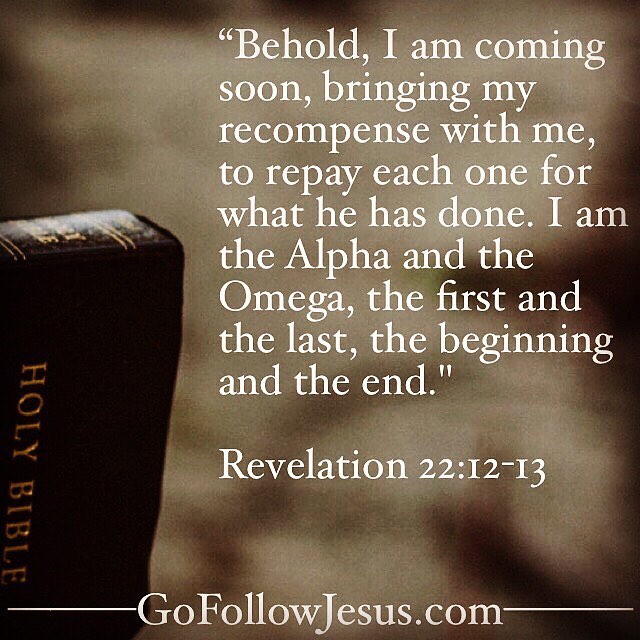 “Behold, I am coming
soon, bringing my
recompense with me,
to repay each one for
what he has done. I am
the Alpha and the
Omega, the first and
the last, the beginning
and the end."
Revelation 22:12-13
HOLY BIBLE
GoFollowJesus.com